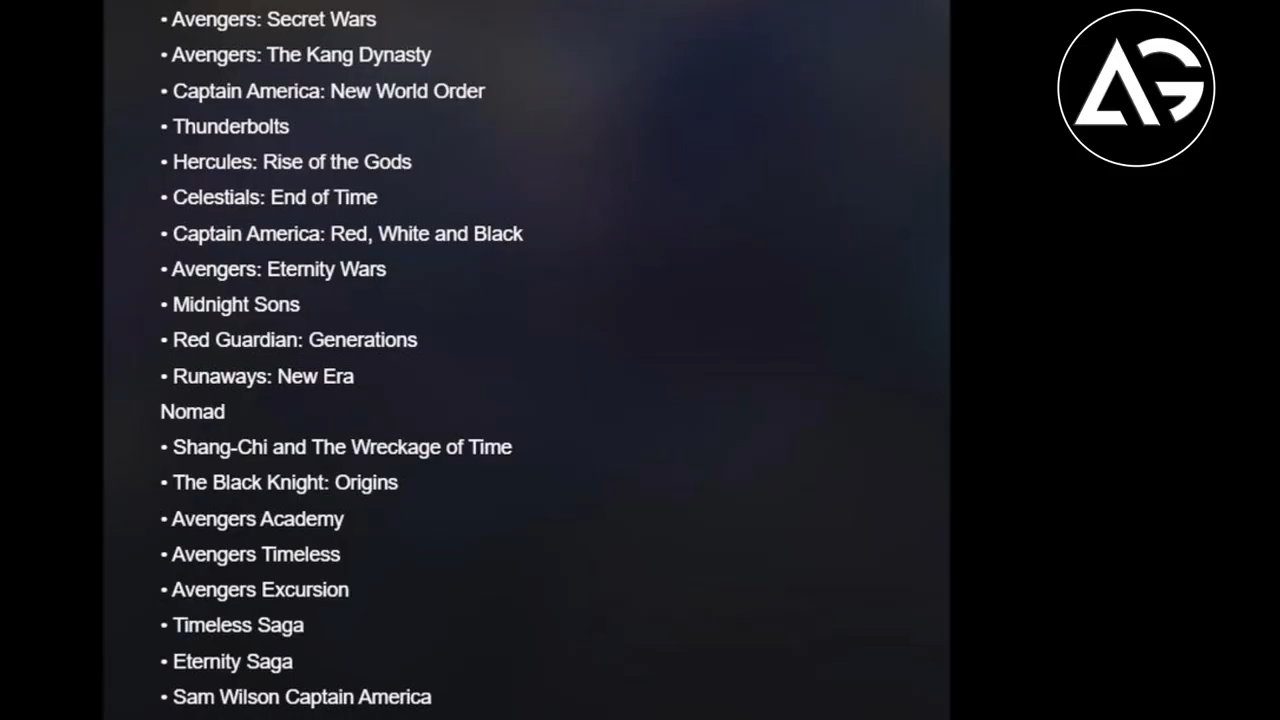 • Avengers: Secret Wars
• Avengers: The Kang Dynasty
• Captain America: New World Order
• Thunderbolts
• Hercules: Rise of the Gods
• Celestials: End of Time
• Captain America: Red, White and Black
• Avengers: Eternity Wars
• Midnight Sons
• Red Guardian: Generations
• Runaways: New Era
Nomad
• Shang-Chi and The Wreckage of Time
• The Black Knight: Origins
• Avengers Academy
• Avengers Timeless
• Avengers Excursion
• Timeless Saga
• Eternity Saga
• Sam Wilson Captain America
AG